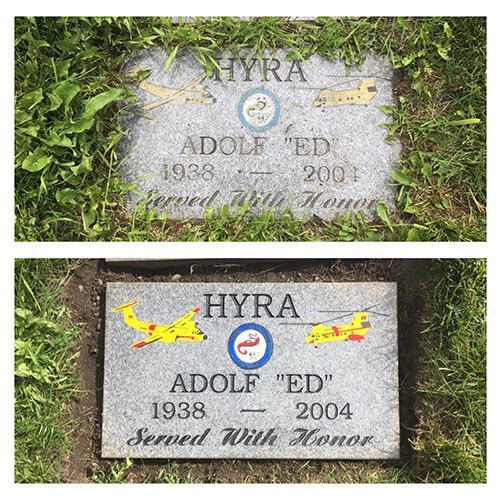 HYRA
ADOLF "ED"
1938 — 2004
Served With Honor
HYRA
ADOLF "ED"
1938 — 2004
Served With Honor